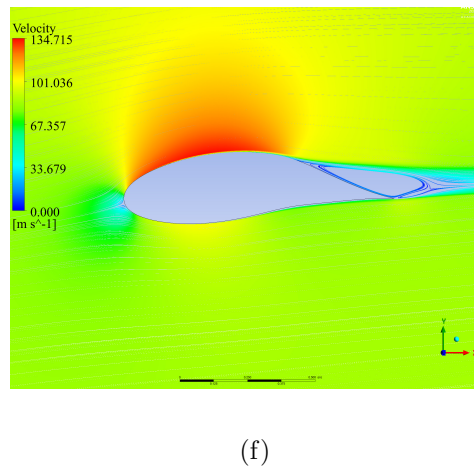 Velocity
134.715
101.036
67.357
33.679
0.000
[m s^-1]
Y
(f)